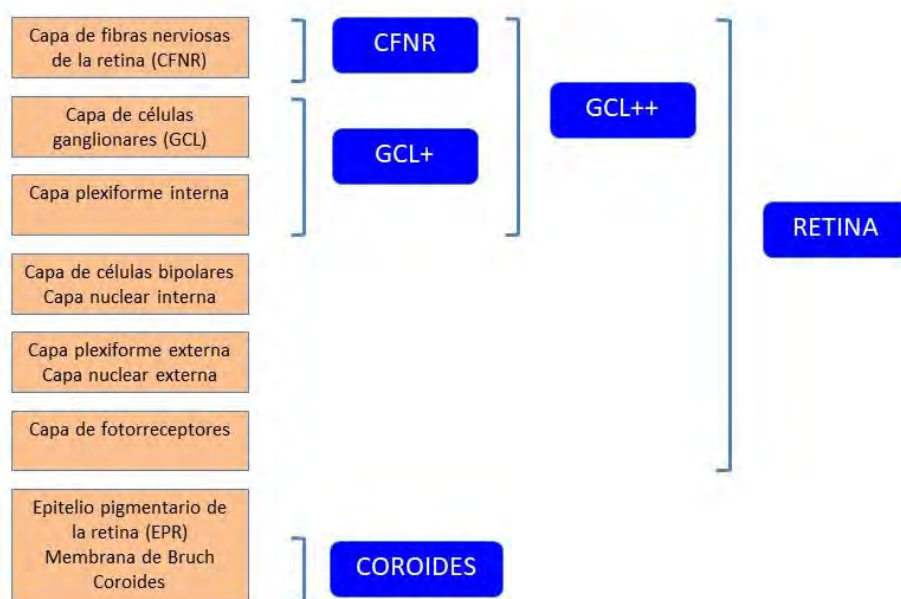 Capa de fibras nerviosas
de la retina (CFNR)
Capa de células
ganglionares (GCL)
Capa plexiforme interna
Capa de células bipolares
Capa nuclear interna
Capa plexiforme externa
Capa nuclear externa
Capa de fotorreceptores
Epitelio pigmentario de
la retina (EPR)
Membrana de Bruch
Coroides
CFNR
GCL+
COROIDES
GCL++
RETINA